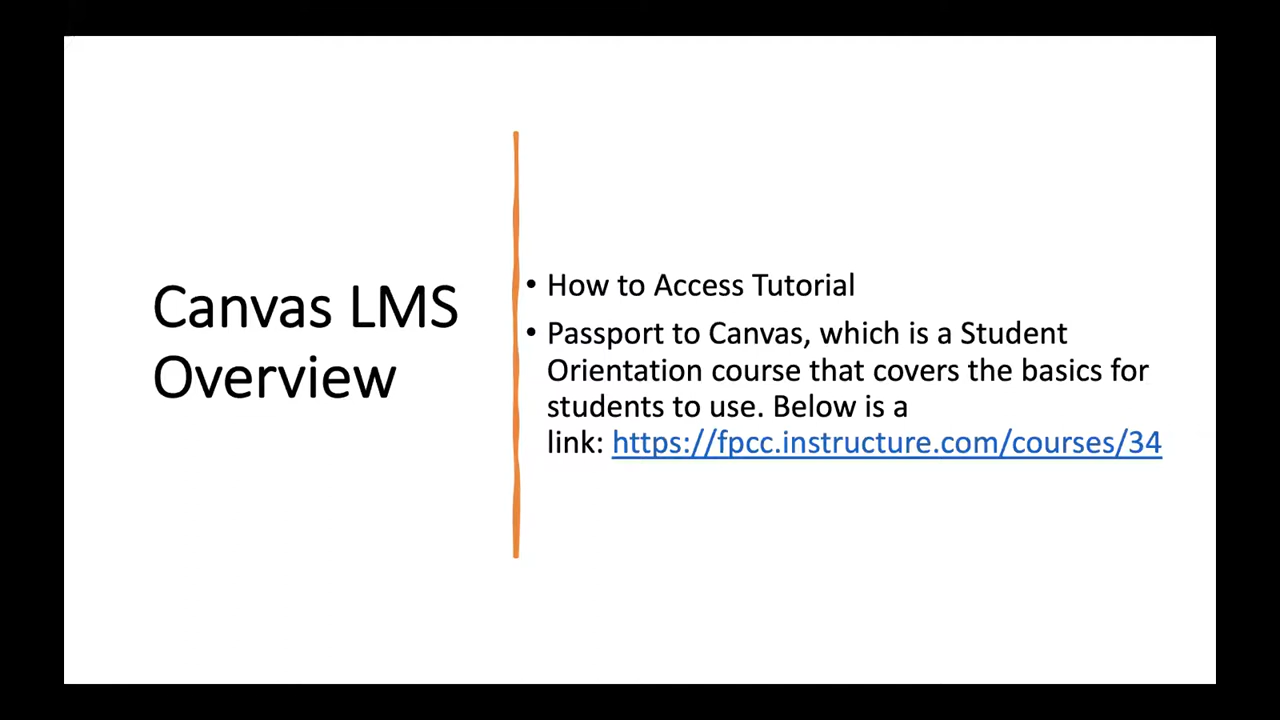 Canvas LMS
Overview
• How to Access Tutorial
• Passport to Canvas, which is a Student
Orientation course that covers the basics for
students to use. Below is a
link: https://fpcc.instructure.com/courses/34